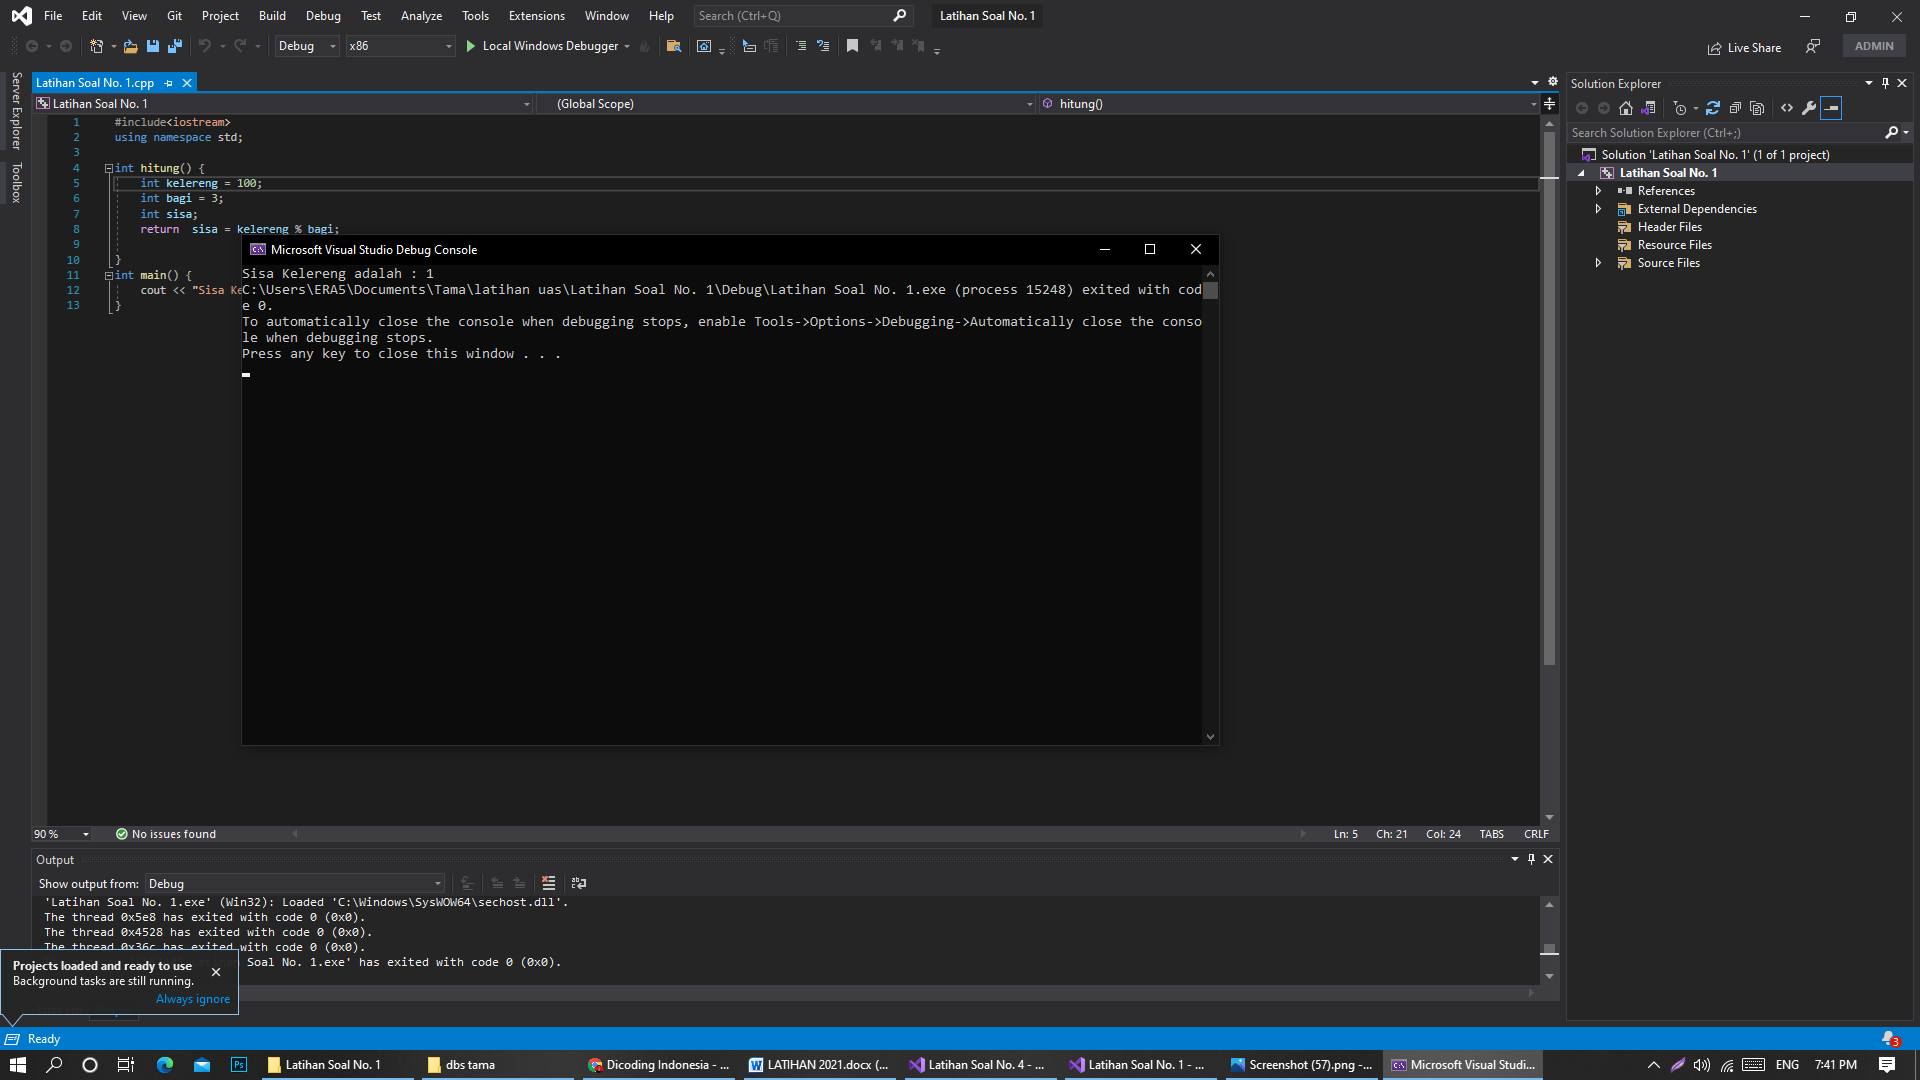 File Edit View Git Project Build Debug Test Analyze Tools Extensions Window Help Search (Ctrl+Q) Latihan Soal No. 1
Debug x86 Local Windows Debugger Live Share ADMIN
Server Explorer
Toolbox
Latihan Soal No. 1.cpp
Latihan Soal No. 1 (Global Scope) hitung()
1 #include<iostream>
2 using namespace std;
3
4 int hitung() {
5 int kelereng = 100;
6 int bagi = 3;
7 int sisa;
8 return sisa = kelereng % bagi;
9
10 }
11 int main() {
12 cout << "Sisa
13 }
Microsoft Visual Studio Debug Console
Sisa Kelereng adalah : 1
C:\Users\ERA5\Documents\Tama\latihan uas\Latihan Soal No. 1\Debug\Latihan Soal No. 1.exe (process 15248) exited with cod
e 0.
To automatically close the console when debugging stops, enable Tools->Options->Debugging->Automatically close the conso
le when debugging stops.
Press any key to close this window . . .
90 % No issues found Ln: 5 Ch: 21 Col: 24 TABS CRLF
Output
Show output from: Debug
'Latihan Soal No. 1.exe' (Win32): Loaded 'C:\Windows\SysWOW64\sechost.dll'.
The thread 0x5e8 has exited with code 0 (0x0).
The thread 0x4528 has exited with code 0 (0x0).
The thread 0x36c has exited with code 0 (0x0).
Soal No. 1.exe' has exited with code 0 (0x0).
Projects loaded and ready to use
Background tasks are still running.
Always ignore
Solution Explorer
Search Solution Explorer (Ctrl+;)
Solution 'Latihan Soal No. 1' (1 of 1 project)
Latihan Soal No. 1
References
External Dependencies
Header Files
Resource Files
Source Files
Ready 3
Ps Latihan Soal No. 1 dbs tama Dicoding Indonesia - ... LATIHAN 2021.docx (... Latihan Soal No. 4 - ... Latihan Soal No. 1 - ... Screenshot (57).png -... Microsoft Visual Studi... ENG 7:41 PM